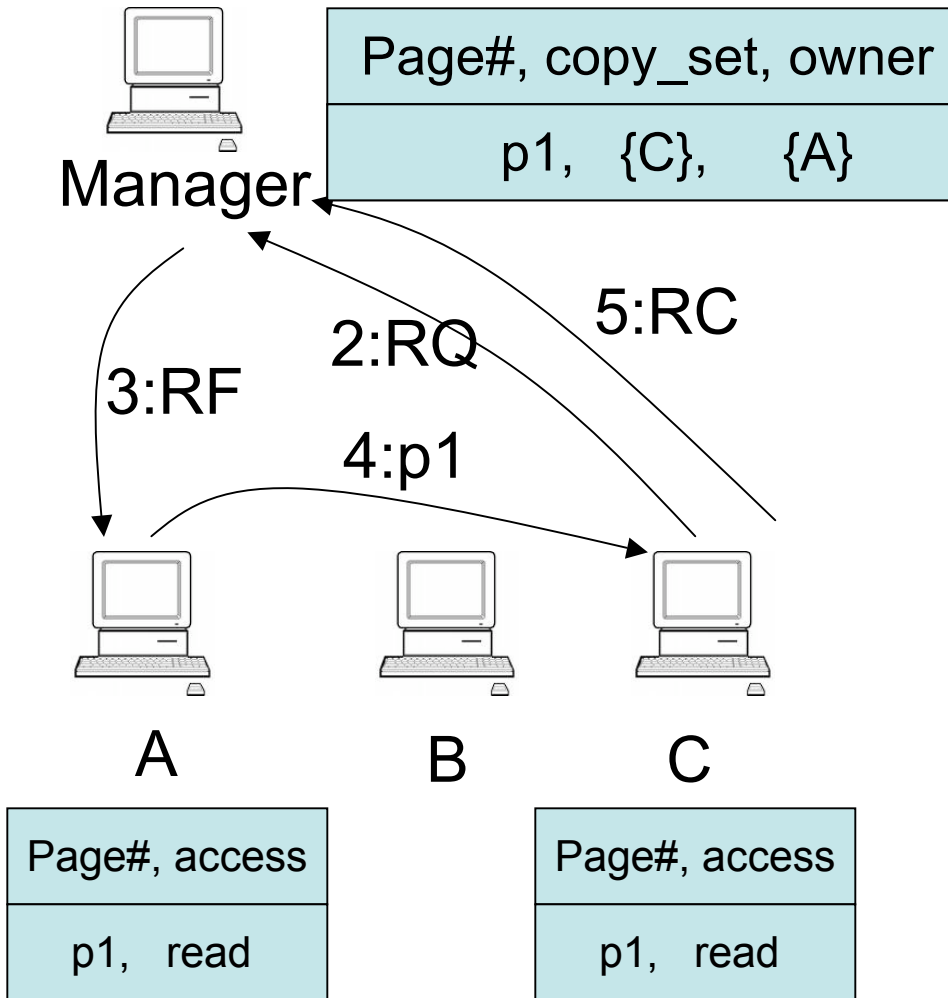 Page#, copy_set, owner
p1, {C}, {A}
Manager
5:RC
2:RQ
3:RF
4:p1
A
B
C
Page#, access
p1, read
Page#, access
p1, read